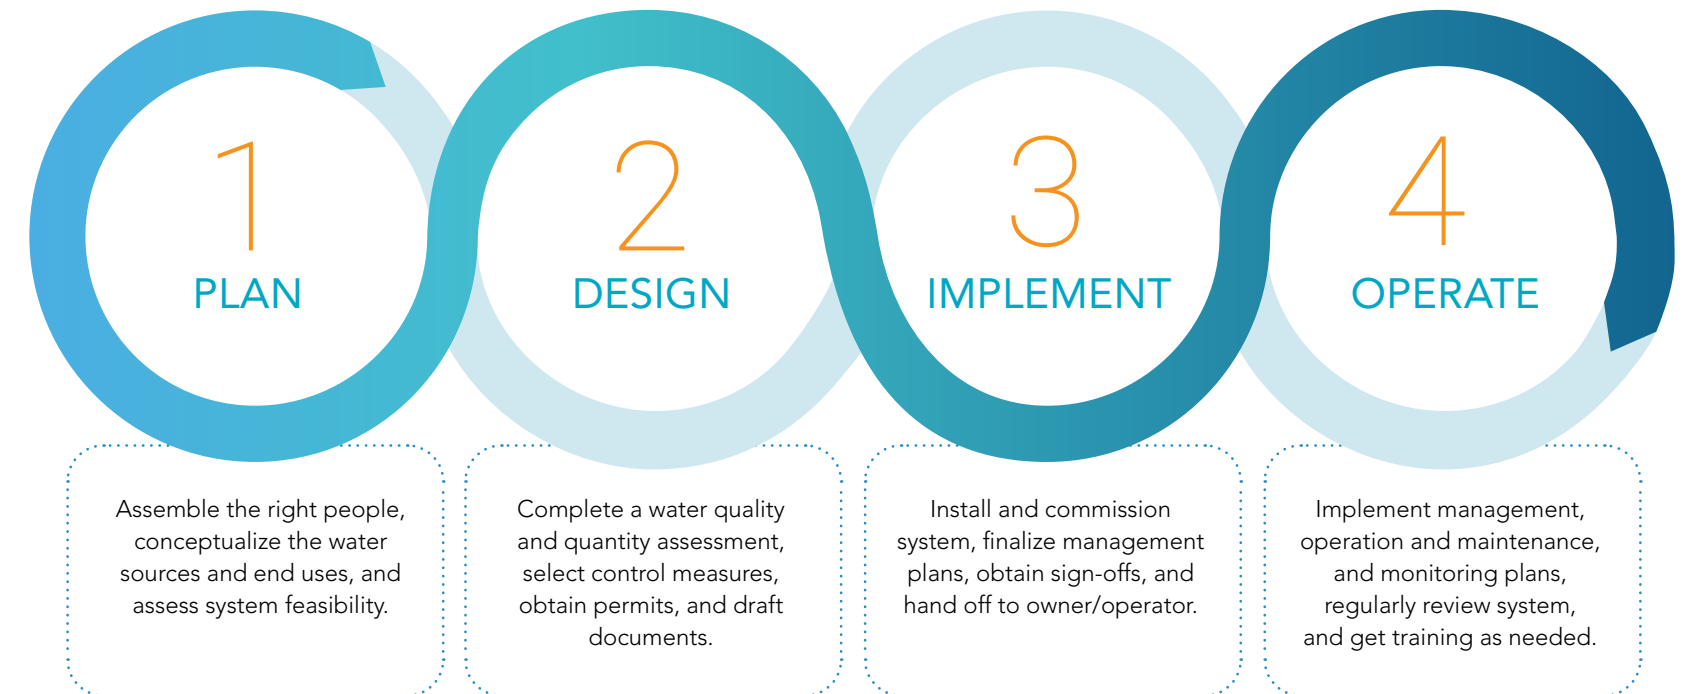 1
PLAN
Assemble the right people,
conceptualize the water
sources and end uses, and
assess system feasibility.
2
DESIGN
Complete a water quality
and quantity assessment,
select control measures,
obtain permits, and draft
documents.
3
IMPLEMENT
Install and commission
system, finalize management
plans, obtain sign-offs, and
hand off to owner/operator.
4
OPERATE
Implement management,
operation and maintenance,
and monitoring plans,
regularly review system,
and get training as needed.